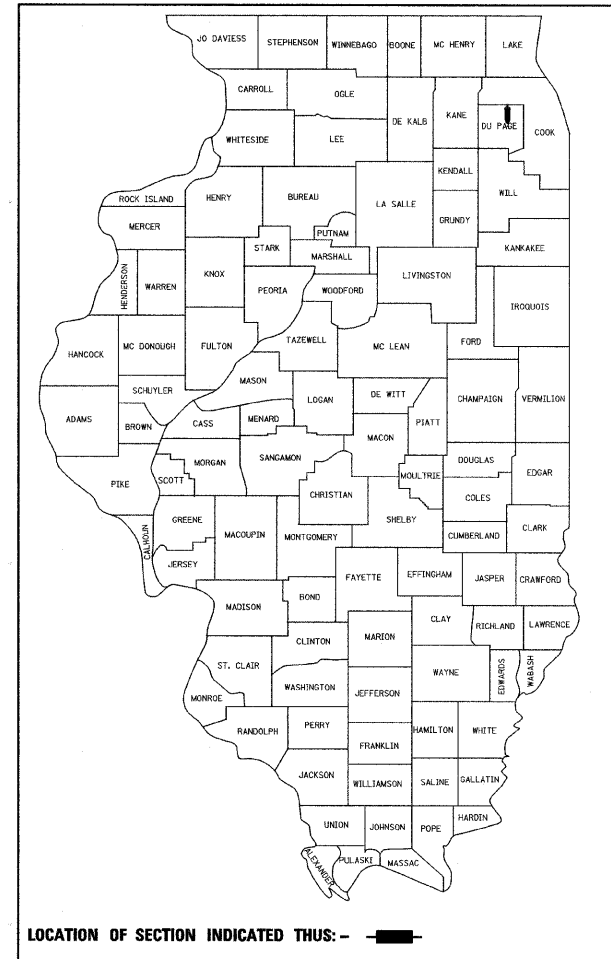 JO DAVIESS
STEPHENSON
WINNEBAGO
BOONE
MC HENRY
LAKE
CARROLL
OGLE
DE KALB
KANE
DU PAGE
COOK
WHITESIDE
LEE
KENDALL
WILL
ROCK ISLAND
HENRY
BUREAU
LA SALLE
GRUNDY
MERCER
PUTNAM
STARK
MARSHALL
KANKAKEE
HENDERSON
WARREN
KNOX
PEORIA
WOODFORD
LIVINGSTON
IROQUOIS
HANCOCK
MC DONOUGH
FULTON
TAZEWELL
MC LEAN
FORD
SCHUYLER
MASON
LOGAN
DE WITT
CHAMPAIGN
VERMILION
ADAMS
BROWN
CASS
MENARD
MACON
PIATT
PIKE
SCOTT
MORGAN
SANGAMON
CHRISTIAN
MOULTRIE
DOUGLAS
EDGAR
COLES
CALHOUN
GREENE
MACOUPIN
MONTGOMERY
SHELBY
CUMBERLAND
CLARK
JERSEY
FAYETTE
EFFINGHAM
JASPER
CRAWFORD
MADISON
BOND
CLAY
RICHLAND
LAWRENCE
CLINTON
MARION
ST. CLAIR
WAYNE
EDWARDS
WABASH
MONROE
WASHINGTON
JEFFERSON
RANDOLPH
PERRY
HAMILTON
WHITE
FRANKLIN
JACKSON
WILLIAMSON
SALINE
GALLATIN
UNION
JOHNSON
POPE
HARDIN
ALEXANDER
PULASKI
MASSAC
LOCATION OF SECTION INDICATED THUS: -